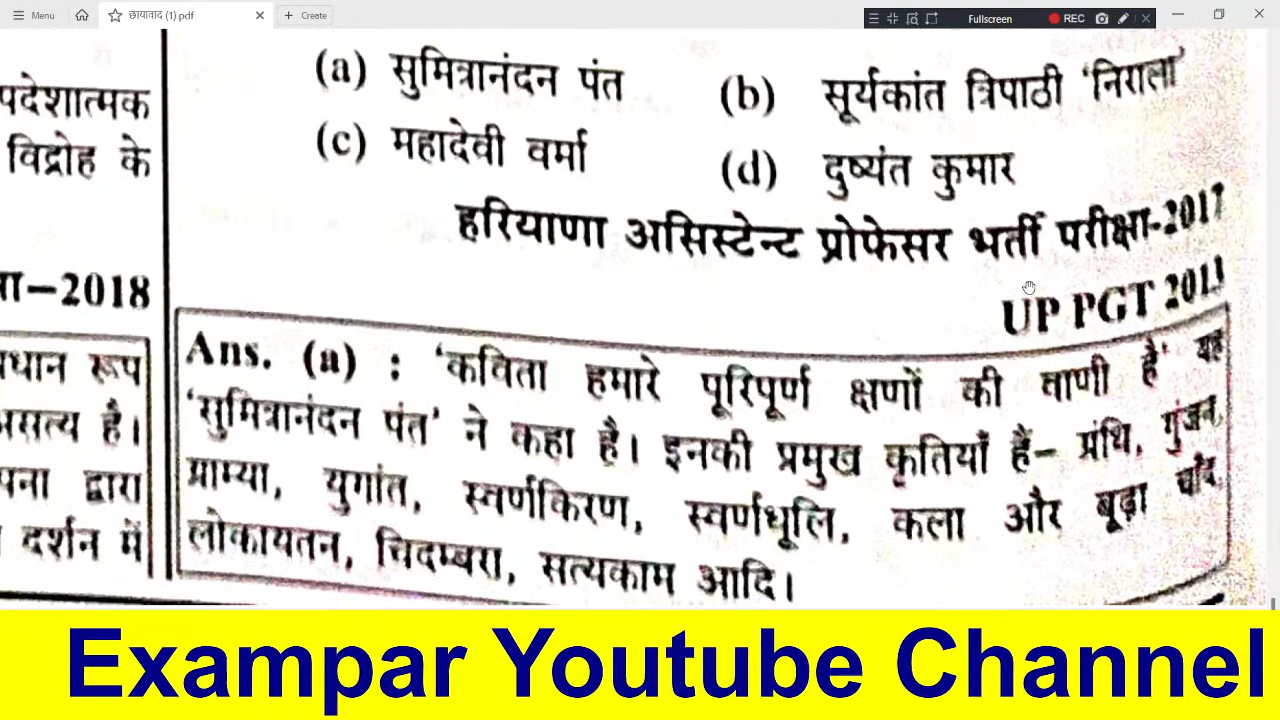 Menu
छायावाद (1).pdf
Create
Fullscreen
REC
पदेशात्मक
विद्रोह के
ा–2018
धान रूप
असत्य है।
पना द्वारा
दर्शन में
(a) सुमित्रानंदन पंत (b) सूर्यकांत त्रिपाठी ‘निराला’
(c) महादेवी वर्मा (d) दुष्यंत कुमार
हरियाणा असिस्टेन्ट प्रोफेसर भर्ती परीक्षा-2017
UP PGT 2013
Ans. (a) : ‘कविता हमारे परिपूर्ण क्षणों की वाणी है’ यह
‘सुमित्रानंदन पंत’ ने कहा है। इनकी प्रमुख कृतियाँ हैं– ग्रंथि, गुंजन,
ग्राम्या, युगांत, स्वर्णकिरण, स्वर्णधूलि, कला और बूढ़ा चाँद,
लोकायतन, चिदम्बरा, सत्यकाम आदि।
Exampar Youtube Channel